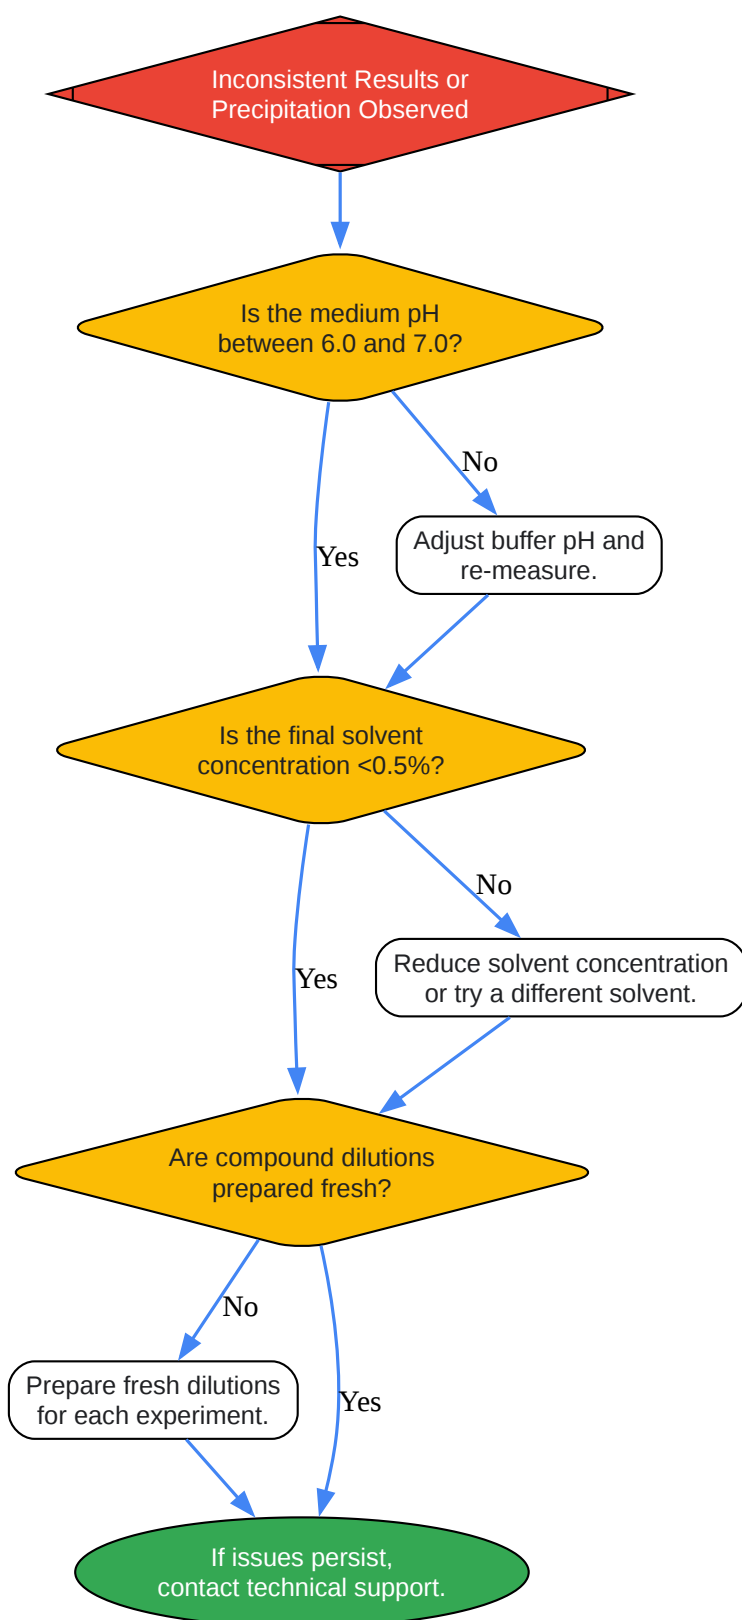 Inconsistent Results or
Precipitation Observed
Is the medium pH
between 6.0 and 7.0?
No
Yes
Adjust buffer pH and
re-measure.
Is the final solvent
concentration <0.5%?
No
Yes
Reduce solvent concentration
or try a different solvent.
Are compound dilutions
prepared fresh?
No
Yes
Prepare fresh dilutions
for each experiment.
If issues persist,
contact technical support.